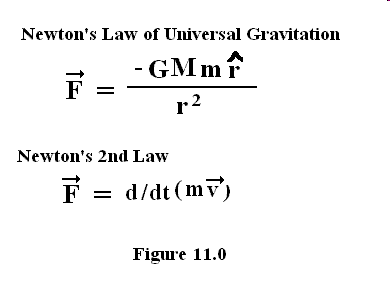 Newton's Law of Universal Gravitation
F⃗ = -GMm r̂ / r²
Newton's 2nd Law
F⃗ = d/dt(mv⃗)
Figure 11.0